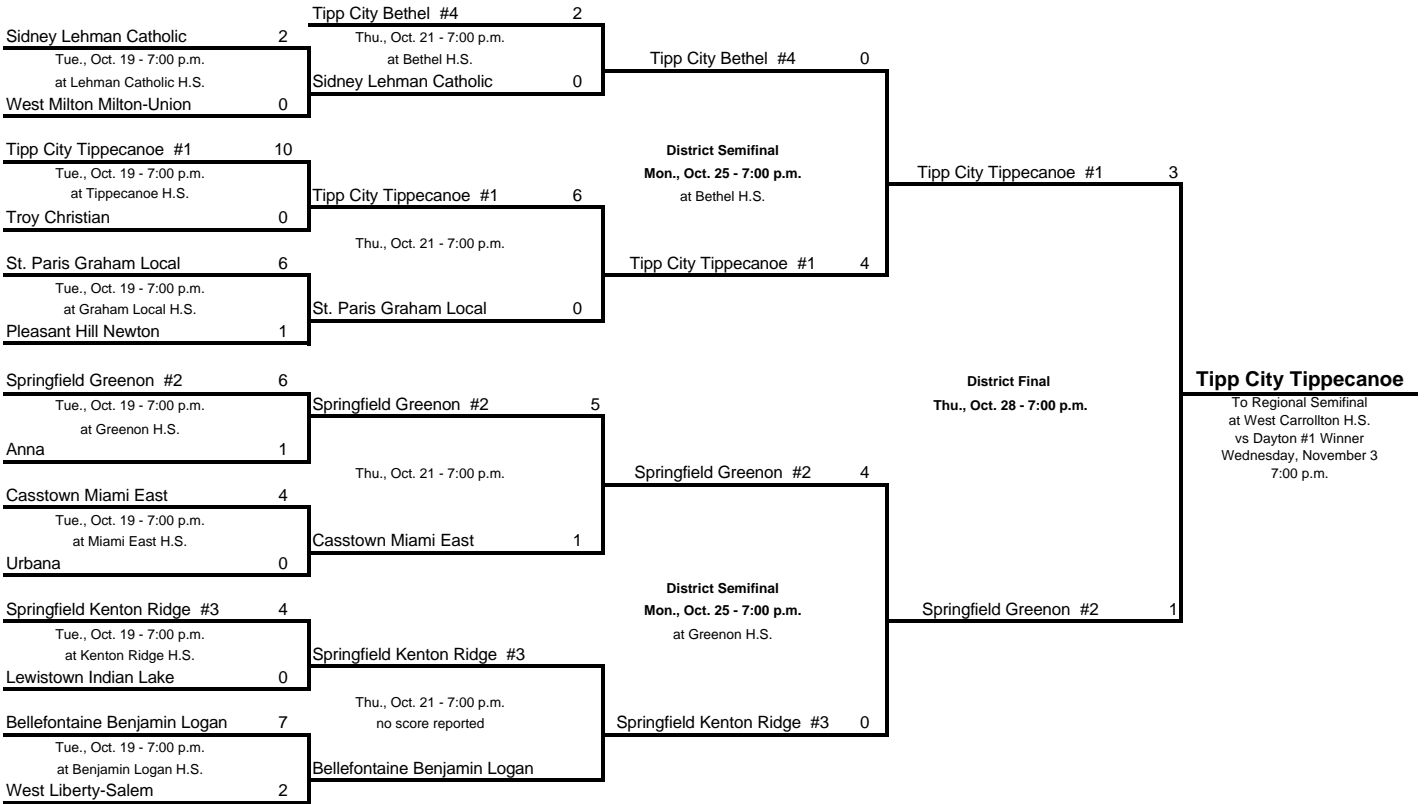 Sidney Lehman Catholic 2
Tue., Oct. 19 - 7:00 p.m.
at Lehman Catholic H.S.
West Milton Milton-Union 0
Tipp City Tippecanoe #1 10
Tue., Oct. 19 - 7:00 p.m.
at Tippecanoe H.S.
Troy Christian 0
St. Paris Graham Local 6
Tue., Oct. 19 - 7:00 p.m.
at Graham Local H.S.
Pleasant Hill Newton 1
Springfield Greenon #2 6
Tue., Oct. 19 - 7:00 p.m.
at Greenon H.S.
Anna 1
Casstown Miami East 4
Tue., Oct. 19 - 7:00 p.m.
at Miami East H.S.
Urbana 0
Springfield Kenton Ridge #3 4
Tue., Oct. 19 - 7:00 p.m.
at Kenton Ridge H.S.
Lewistown Indian Lake 0
Bellefontaine Benjamin Logan 7
Tue., Oct. 19 - 7:00 p.m.
at Benjamin Logan H.S.
West Liberty-Salem 2
Tipp City Bethel #4 2
Thu., Oct. 21 - 7:00 p.m.
at Bethel H.S.
Sidney Lehman Catholic 0
Tipp City Tippecanoe #1 6
Thu., Oct. 21 - 7:00 p.m.
St. Paris Graham Local 0
Springfield Greenon #2 5
Thu., Oct. 21 - 7:00 p.m.
Casstown Miami East 1
Springfield Kenton Ridge #3
Thu., Oct. 21 - 7:00 p.m.
no score reported
Bellefontaine Benjamin Logan
Tipp City Bethel #4 0
District Semifinal
Mon., Oct. 25 - 7:00 p.m.
at Bethel H.S.
Tipp City Tippecanoe #1 4
Springfield Greenon #2 4
District Semifinal
Mon., Oct. 25 - 7:00 p.m.
at Greenon H.S.
Springfield Kenton Ridge #3 0
Tipp City Tippecanoe #1 3
District Final
Thu., Oct. 28 - 7:00 p.m.
Springfield Greenon #2 1
Tipp City Tippecanoe
To Regional Semifinal
at West Carrollton H.S.
vs Dayton #1 Winner
Wednesday, November 3
7:00 p.m.